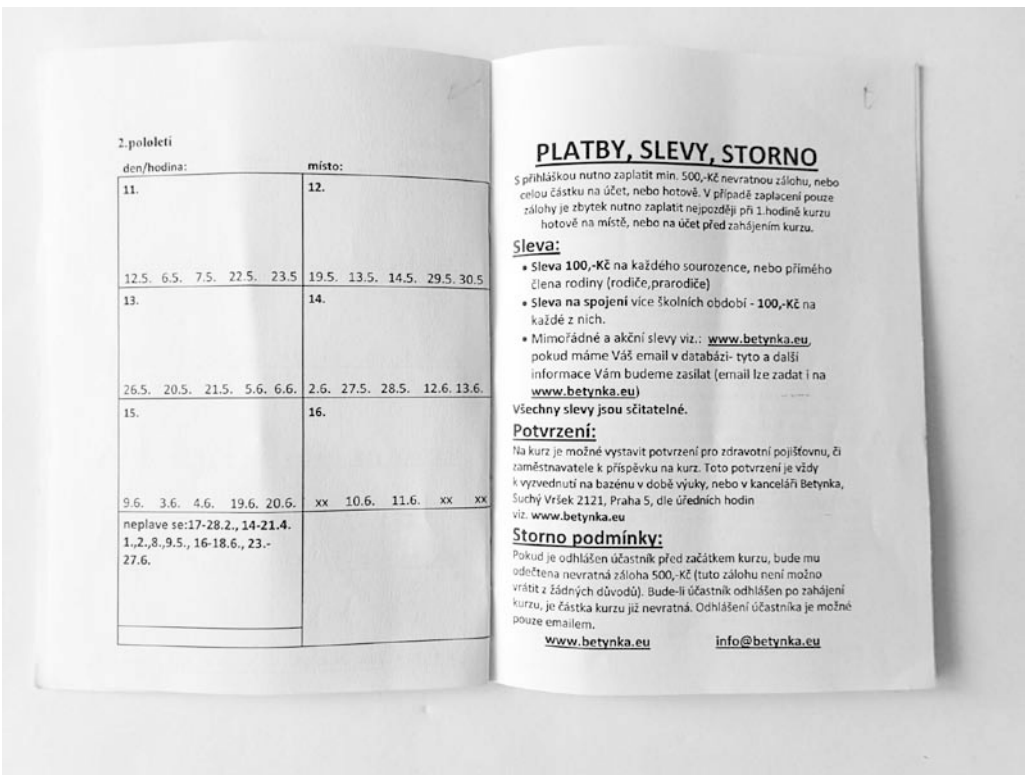 2.pololetí
den/hodina: místo:
11. 12.
12.5. 6.5. 7.5. 22.5. 23.5 19.5. 13.5. 14.5. 29.5. 30.5
13. 14.
26.5. 20.5. 21.5. 5.6. 6.6. 2.6. 27.5. 28.5. 12.6. 13.6.
15. 16.
9.6. 3.6. 4.6. 19.6. 20.6. xx 10.6. 11.6. xx xx
neplave se:17-28.2., 14-21.4.
1.,2.,8.,9.5., 16-18.6., 23.-
27.6.
PLATBY, SLEVY, STORNO
S přihláškou nutno zaplatit min. 500,-Kč nevratnou zálohu, nebo
celou částku na účet, nebo hotově. V případě zaplacení pouze
zálohy je zbytek nutno zaplatit nejpozději při 1.hodině kurzu
hotově na místě, nebo na účet před zahájením kurzu.
Sleva:
• Sleva 100,-Kč na každého sourozence, nebo přímého
člena rodiny (rodiče,prarodiče)
• Sleva na spojení více školních období - 100,-Kč na
každé z nich.
• Mimořádné a akční slevy viz.: www.betynka.eu,
pokud máme Váš email v databázi- tyto a další
informace Vám budeme zasílat (email lze zadat i na
www.betynka.eu)
Všechny slevy jsou sčitatelné.
Potvrzení:
Na kurz je možné vystavit potvrzení pro zdravotní pojišťovnu, či
zaměstnavatele k příspěvku na kurz. Toto potvrzení je vždy
k vyzvednutí na bazénu v době výuky, nebo v kanceláři Betynka,
Suchý Vršek 2121, Praha 5, dle úředních hodin
viz. www.betynka.eu
Storno podmínky:
Pokud je odhlášen účastník před začátkem kurzu, bude mu
odečtena nevratná záloha 500,-Kč (tuto zálohu není možno
vrátit z žádných důvodů). Bude-li účastník odhlášen po zahájení
kurzu, je částka kurzu již nevratná. Odhlášení účastníka je možné
pouze emailem.
www.betynka.eu info@betynka.eu